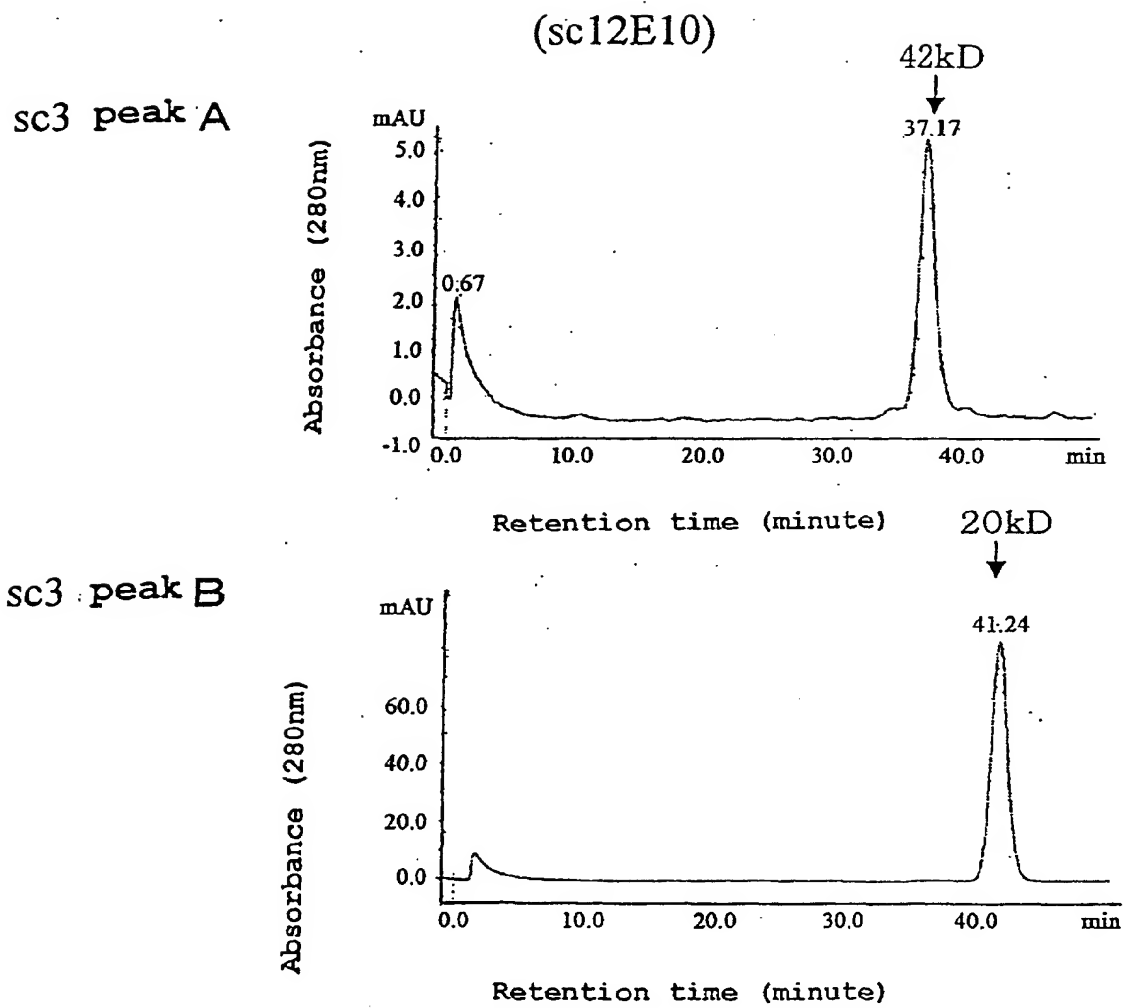 (sc12E10)
42kD
sc3 peak A
mAU
37.17
5.0
4.0
3.0
2.0
1.0
0.0
-1.0
0.67
Absorbance (280nm)
0.0 10.0 20.0 30.0 40.0 min
Retention time (minute)
20kD
sc3 peak B
mAU
41.24
60.0
40.0
20.0
0.0
Absorbance (280nm)
0.0 10.0 20.0 30.0 40.0 min
Retention time (minute)